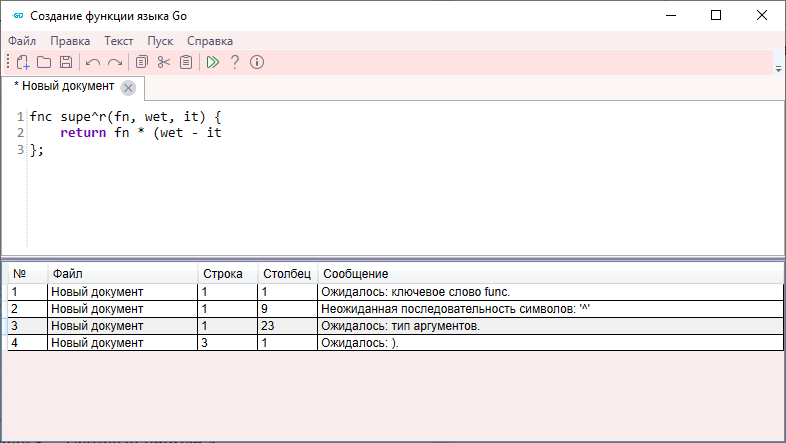 GO Создание функции языка Go
Файл Правка Текст Пуск Справка
* Новый документ
1 fnc supe^r(fn, wet, it) {
2 return fn * (wet - it
3 };
№ Файл Строка Столбец Сообщение
1 Новый документ 1 1 Ожидалось: ключевое слово func.
2 Новый документ 1 9 Неожиданная последовательность символов: '^'
3 Новый документ 1 23 Ожидалось: тип аргументов.
4 Новый документ 3 1 Ожидалось: ).